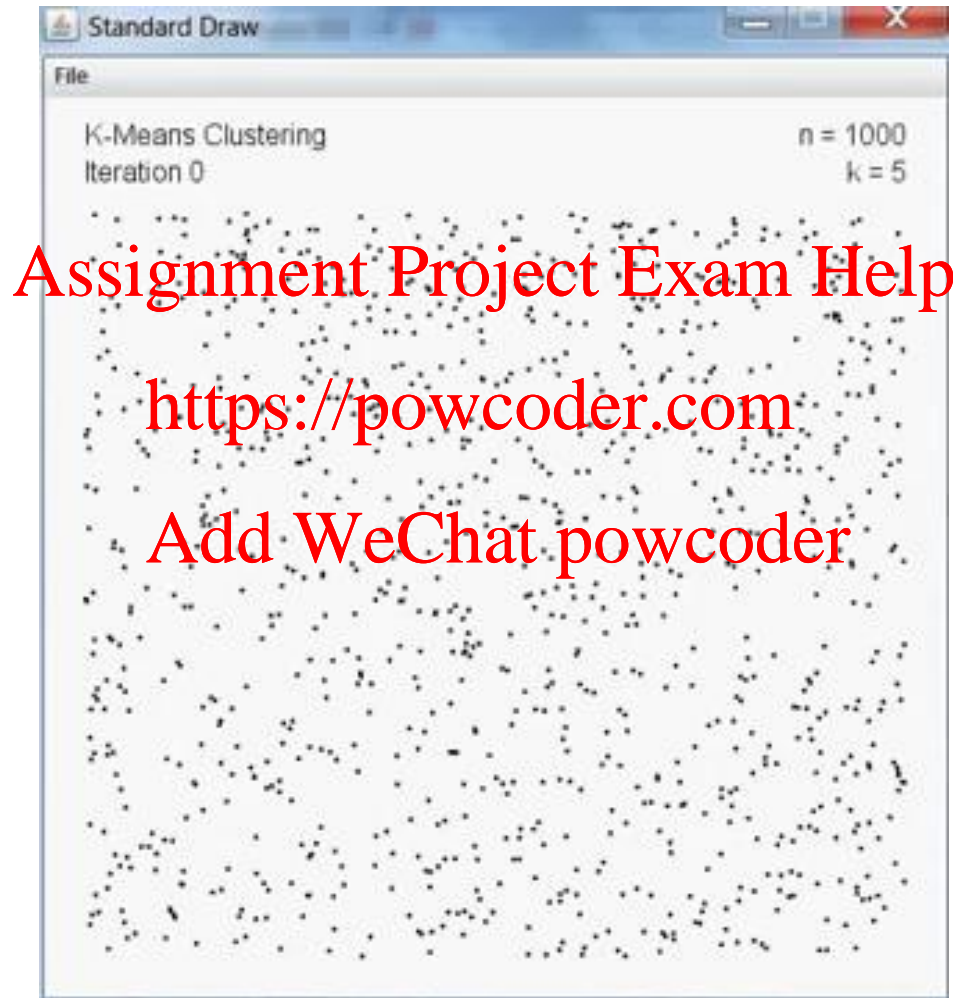 Standard Draw
File
K-Means Clustering n = 1000
Iteration 0 k = 5
Assignment Project Exam Help
https://powcoder.com
Add WeChat powcoder